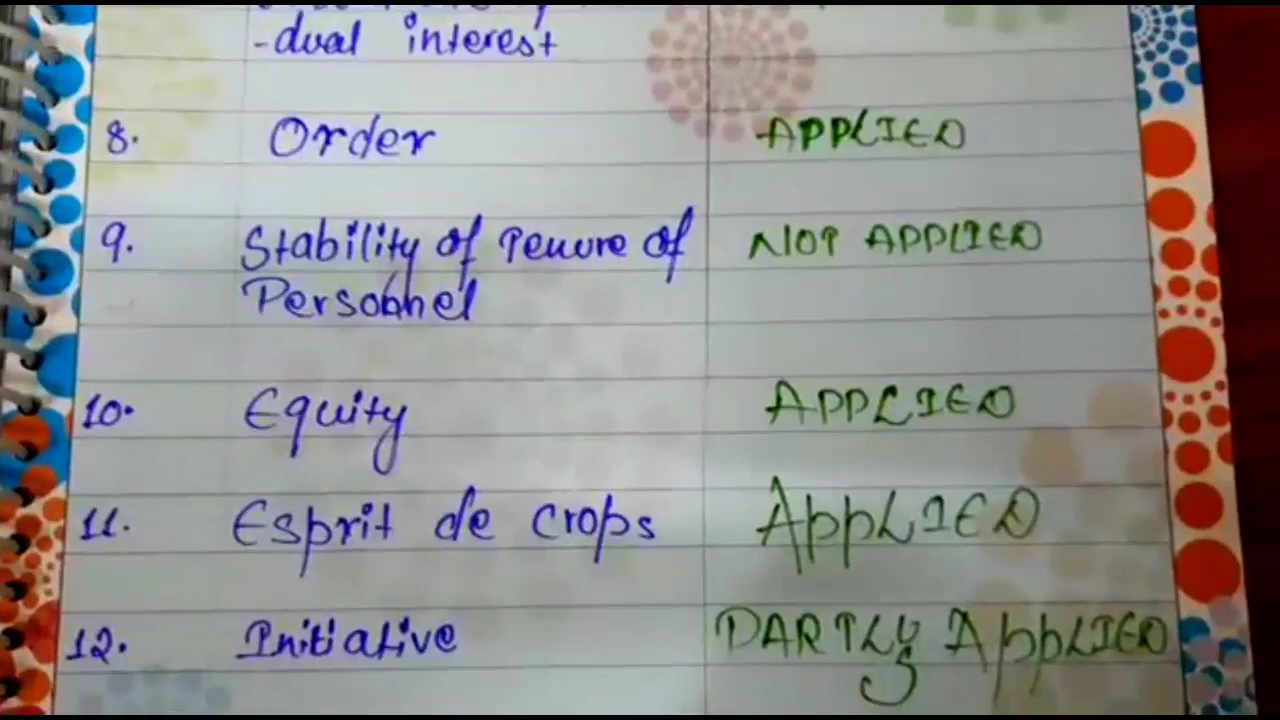 -dual interest
8. Order APPLIED
9. Stability of Tenure of NOT APPLIED
Personnel
10. Equity APPLIED
11. Esprit de crops APPLIED
12. Initiative PARTLY APPLIED